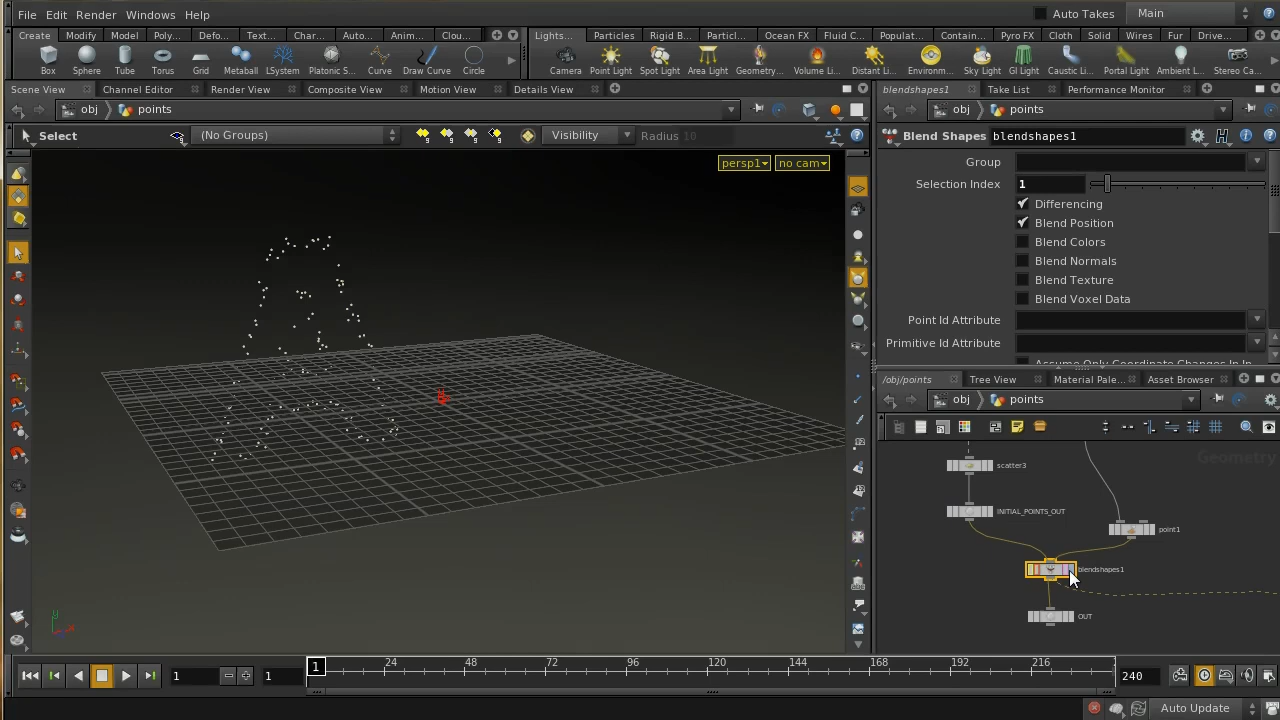 File Edit Render Windows Help Auto Takes Main
Create Modify Model Poly... Defo... Text... Char... Auto... Anim... Clou... Lights... Particles Rigid B... Particl... Ocean FX Fluid C... Populat... Contain... Pyro FX Cloth Solid Wires Fur Drive...
Box Sphere Tube Torus Grid Metaball LSystem Platonic S... Curve Draw Curve Circle Camera Point Light Spot Light Area Light Geometry... Volume Li... Distant Li... Environm... Sky Light GI Light Caustic Li... Portal Light Ambient L... Stereo Ca...
Scene View Channel Editor Render View Composite View Motion View Details View blendshapes1 Take List Performance Monitor
obj points obj points
Select (No Groups) Visibility Radius 10 Blend Shapes blendshapes1
persp1 no cam
Group
Selection Index 1
Differencing
Blend Position
Blend Colors
Blend Normals
Blend Texture
Blend Voxel Data
Point Id Attribute
Primitive Id Attribute
Assume Only Coordinate Changes In In
/obj/points Tree View Material Pale... Asset Browser
obj points
Geometry
scatter3
INITIAL_POINTS_OUT
point1
blendshapes1
OUT
1 1 1 24 48 72 96 120 144 168 192 216 240
Auto Update